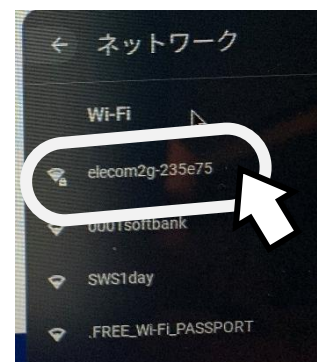 ネットワーク
Wi-Fi
elecom2g-235e75
0001softbank
SWS1day
.FREE_Wi-Fi_PASSPORT